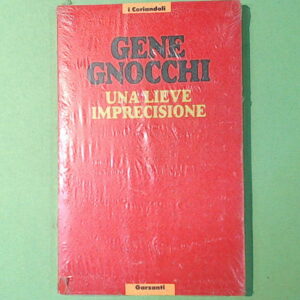 i Coriandoli
GENE
GNOCCHI
UNA LIEVE
IMPRECISIONE
Garzanti